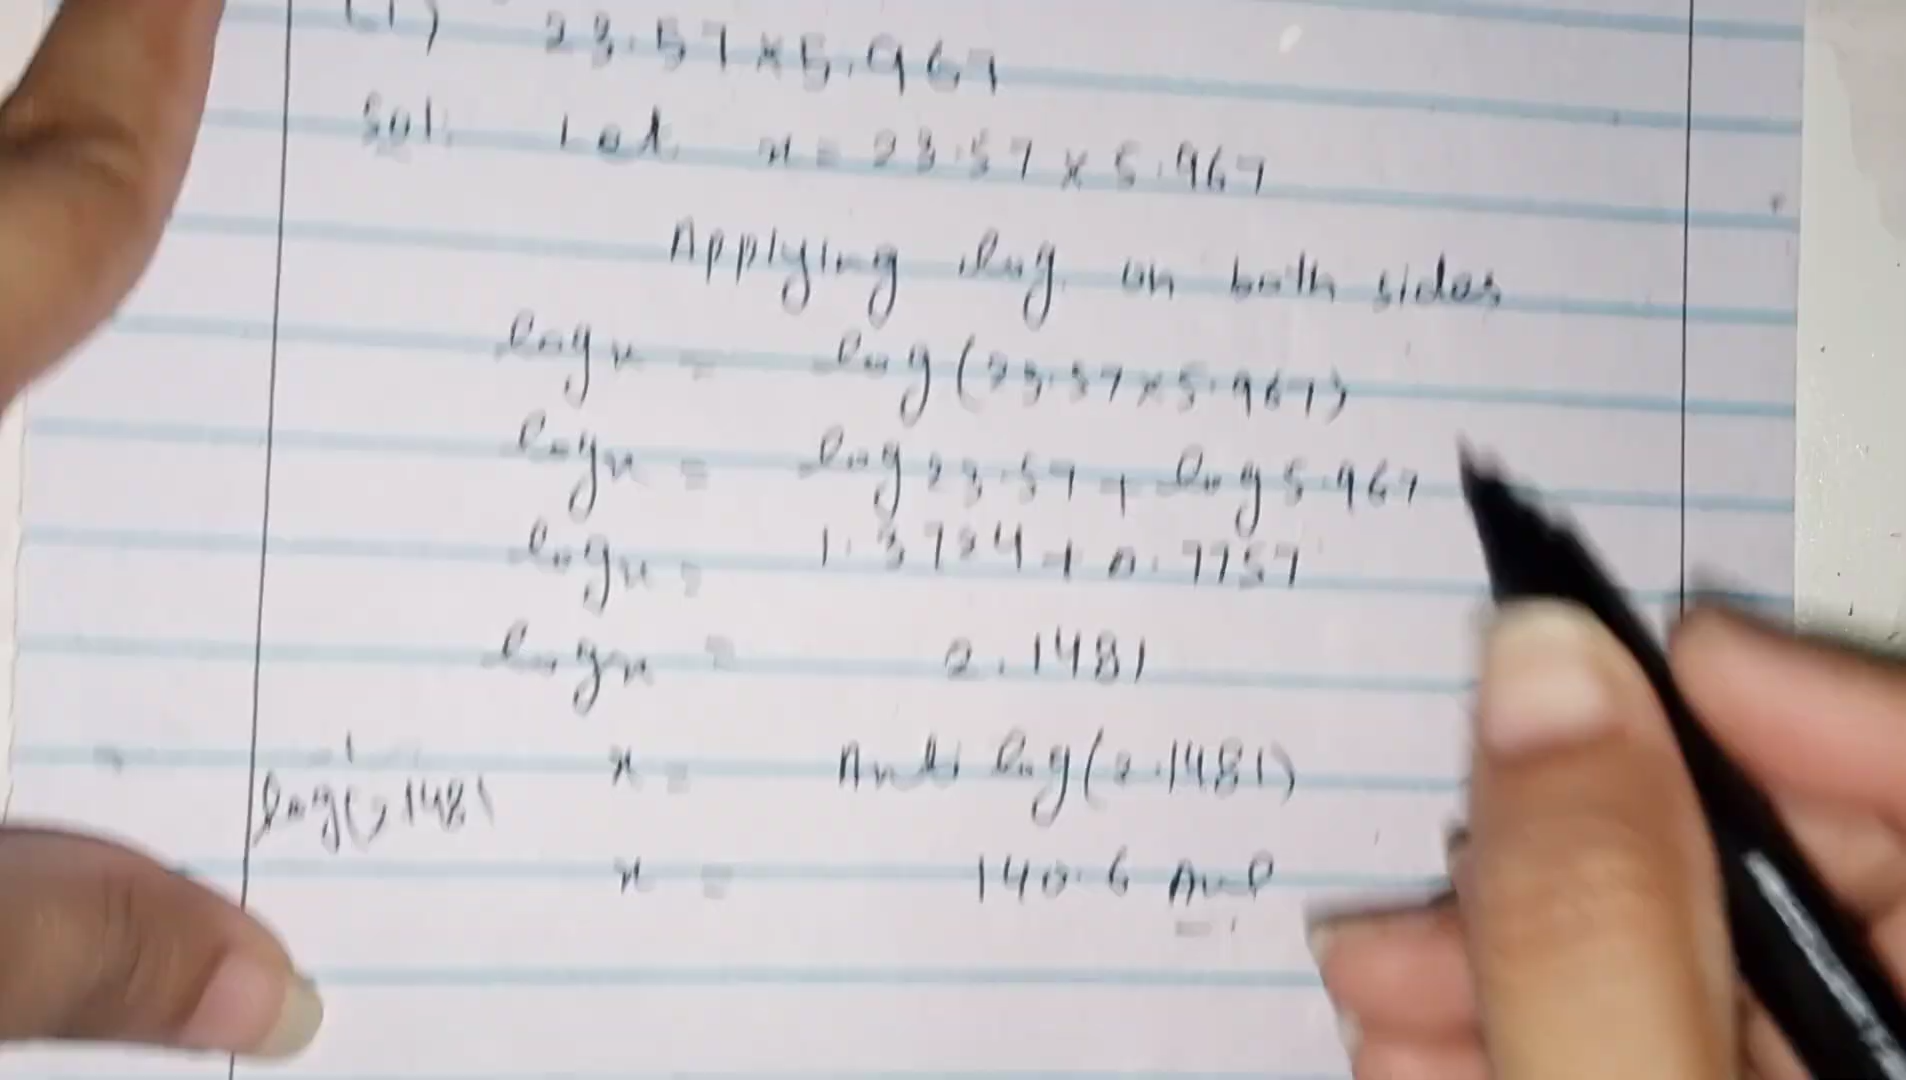 (i) 23.57×5.967
Sol. Let x = 23.57 × 5.967
Applying log on both sides
log x = log (23.57×5.967)
log x = log 23.57 + log 5.967
log x = 1.3724 + 0.7757
log x = 2.1481
x = Anti log (2.1481)
log( 1481
x = 140.6 Ans